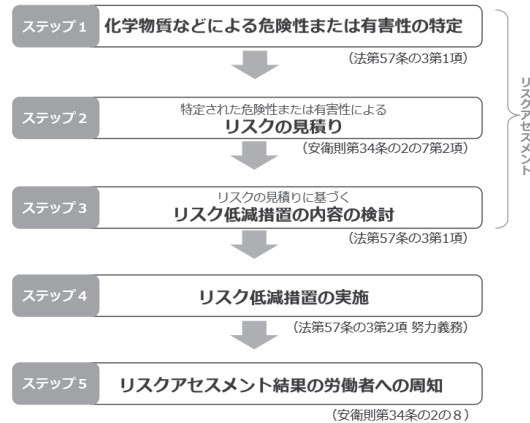 ステップ1 化学物質などによる危険性または有害性の特定
（法第57条の3第1項）
ステップ2 特定された危険性または有害性による
リスクの見積り
（安衛則第34条の2の7第2項）
ステップ3 リスクの見積りに基づく
リスク低減措置の内容の検討
（法第57条の3第1項）
リスクアセスメント
ステップ4 リスク低減措置の実施
（法第57条の3第2項 努力義務）
ステップ5 リスクアセスメント結果の労働者への周知
（安衛則第34条の2の８）